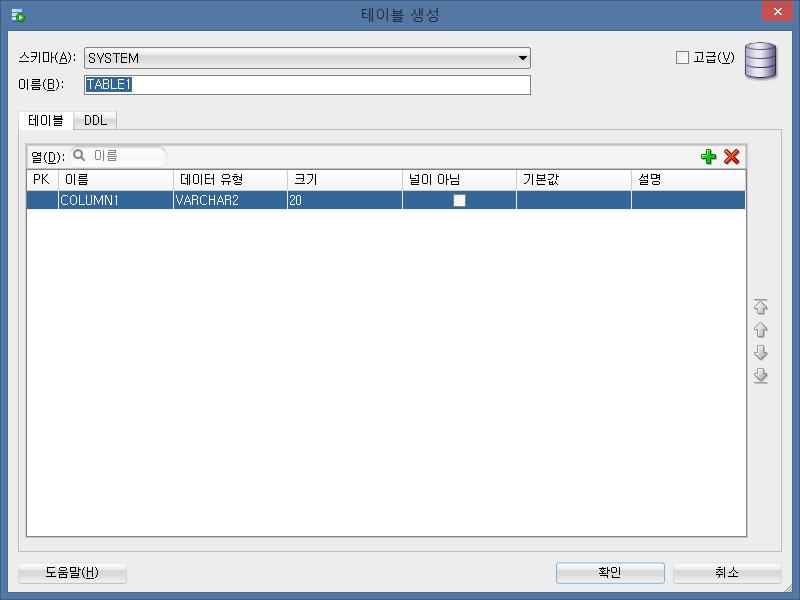 테이블 생성
스키마(A): SYSTEM 고급(V)
이름(B): TABLE1
테이블 DDL
열(D): 이름
PK 이름 데이터 유형 크기 널이 아님 기본값 설명
COLUMN1 VARCHAR2 20
도움말(H) 확인 취소